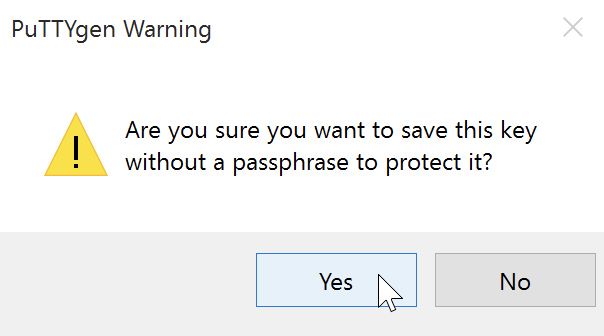 PuTTYgen Warning
Are you sure you want to save this key
without a passphrase to protect it?
Yes
No